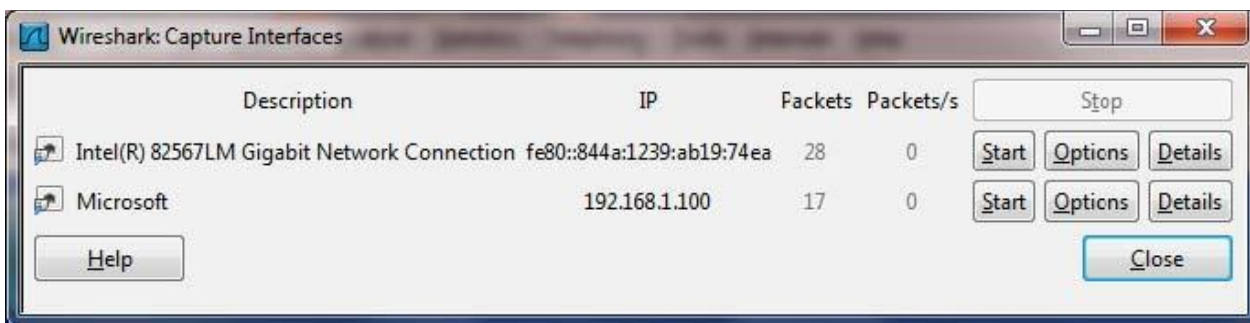 Wireshark: Capture Interfaces
Description IP Packets Packets/s Stop
Intel(R) 82567LM Gigabit Network Connection fe80::844a:1239:ab19:74ea 28 0 Start Options Details
Microsoft 192.168.1.100 17 0 Start Options Details
Help Close